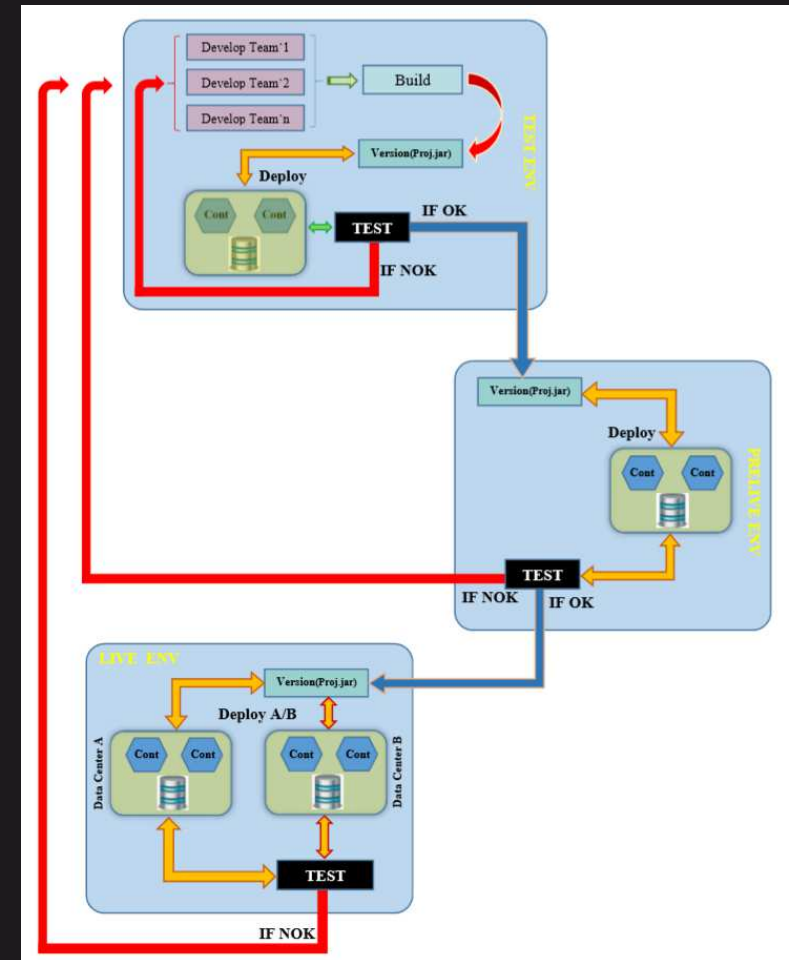 Develop Team`1
Develop Team`2
Develop Team`n
Build
TEST ENV
Version(Proj.jar)
Deploy
Cont
Cont
TEST
IF OK
IF NOK
Version(Proj.jar)
Deploy
Cont
Cont
PRELIVE ENV
TEST
IF NOK
IF OK
LIVE ENV
Version(Proj.jar)
Deploy A/B
Data Center A
Cont
Cont
Cont
Cont
Data Center B
TEST
IF NOK